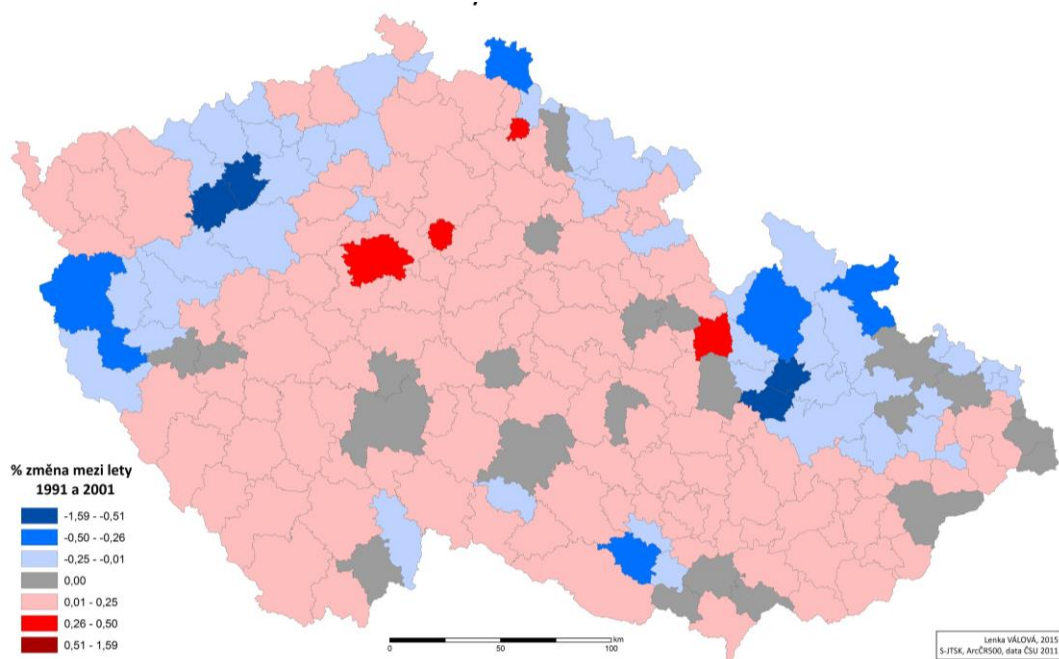 % změna mezi lety
1991 a 2001
-1,59 - -0,51
-0,50 - -0,26
-0,25 - -0,01
0,00
0,01 - 0,25
0,26 - 0,50
0,51 - 1,59
0 50 100 km
Lenka VÁLOVÁ, 2015
S-JTSK, ArcČR500, data ČSU 2011